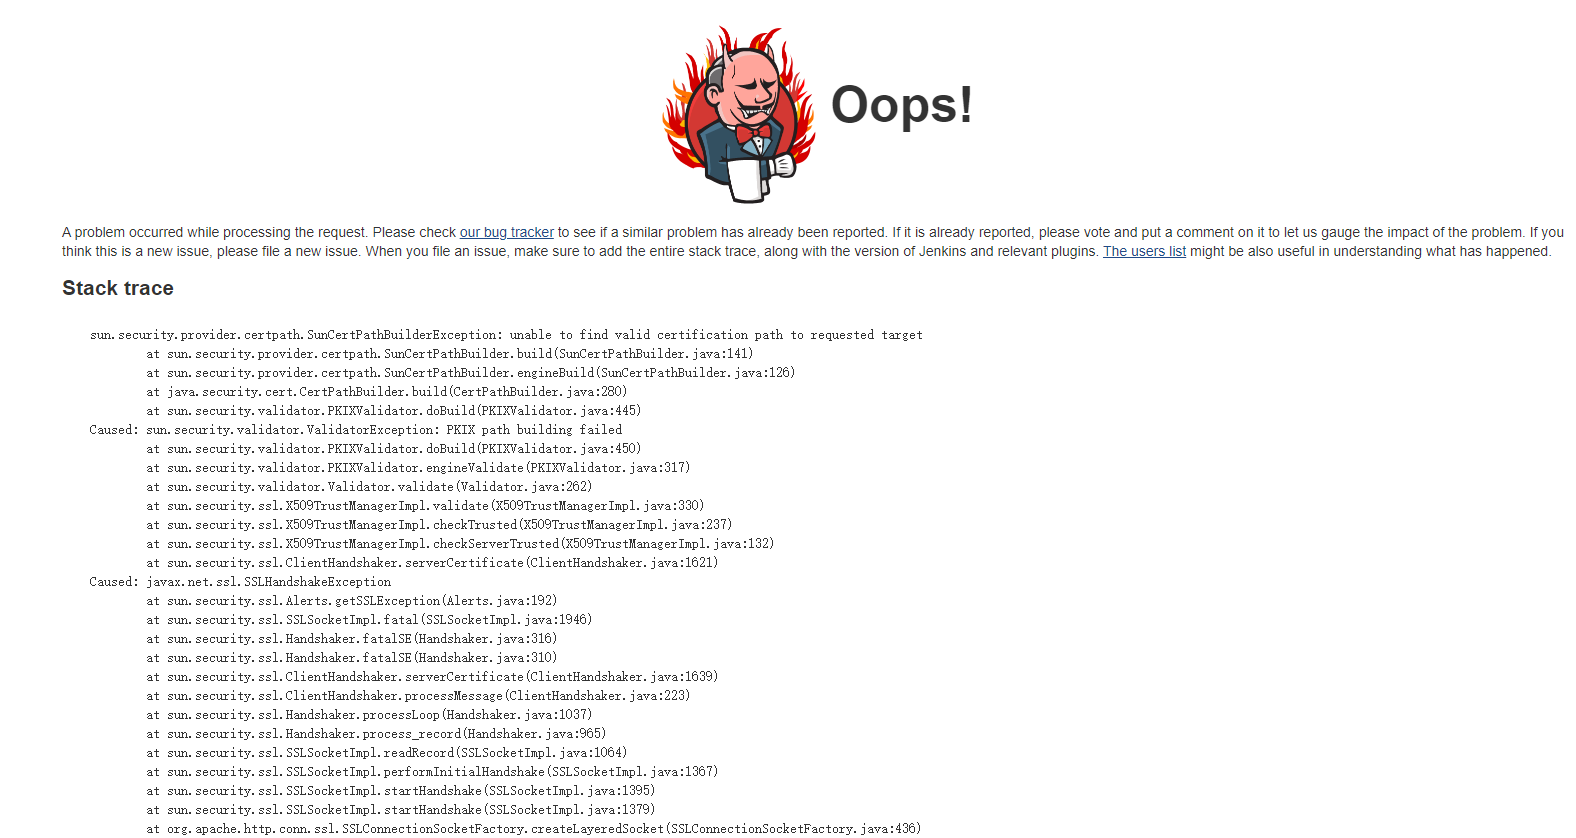 Oops!
A problem occurred while processing the request. Please check our bug tracker to see if a similar problem has already been reported. If it is already reported, please vote and put a comment on it to let us gauge the impact of the problem. If you
think this is a new issue, please file a new issue. When you file an issue, make sure to add the entire stack trace, along with the version of Jenkins and relevant plugins. The users list might be also useful in understanding what has happened.
Stack trace
sun.security.provider.certpath.SunCertPathBuilderException: unable to find valid certification path to requested target
at sun.security.provider.certpath.SunCertPathBuilder.build(SunCertPathBuilder.java:141)
at sun.security.provider.certpath.SunCertPathBuilder.engineBuild(SunCertPathBuilder.java:126)
at java.security.cert.CertPathBuilder.build(CertPathBuilder.java:280)
at sun.security.validator.PKIXValidator.doBuild(PKIXValidator.java:445)
Caused: sun.security.validator.ValidatorException: PKIX path building failed
at sun.security.validator.PKIXValidator.doBuild(PKIXValidator.java:450)
at sun.security.validator.PKIXValidator.engineValidate(PKIXValidator.java:317)
at sun.security.validator.Validator.validate(Validator.java:262)
at sun.security.ssl.X509TrustManagerImpl.validate(X509TrustManagerImpl.java:330)
at sun.security.ssl.X509TrustManagerImpl.checkTrusted(X509TrustManagerImpl.java:237)
at sun.security.ssl.X509TrustManagerImpl.checkServerTrusted(X509TrustManagerImpl.java:132)
at sun.security.ssl.ClientHandshaker.serverCertificate(ClientHandshaker.java:1621)
Caused: javax.net.ssl.SSLHandshakeException
at sun.security.ssl.Alerts.getSSLException(Alerts.java:192)
at sun.security.ssl.SSLSocketImpl.fatal(SSLSocketImpl.java:1946)
at sun.security.ssl.Handshaker.fatalSE(Handshaker.java:316)
at sun.security.ssl.Handshaker.fatalSE(Handshaker.java:310)
at sun.security.ssl.ClientHandshaker.serverCertificate(ClientHandshaker.java:1639)
at sun.security.ssl.ClientHandshaker.processMessage(ClientHandshaker.java:223)
at sun.security.ssl.Handshaker.processLoop(Handshaker.java:1037)
at sun.security.ssl.Handshaker.process_record(Handshaker.java:965)
at sun.security.ssl.SSLSocketImpl.readRecord(SSLSocketImpl.java:1064)
at sun.security.ssl.SSLSocketImpl.performInitialHandshake(SSLSocketImpl.java:1367)
at sun.security.ssl.SSLSocketImpl.startHandshake(SSLSocketImpl.java:1395)
at sun.security.ssl.SSLSocketImpl.startHandshake(SSLSocketImpl.java:1379)
at org.apache.http.conn.ssl.SSLConnectionSocketFactory.createLayeredSocket(SSLConnectionSocketFactory.java:436)